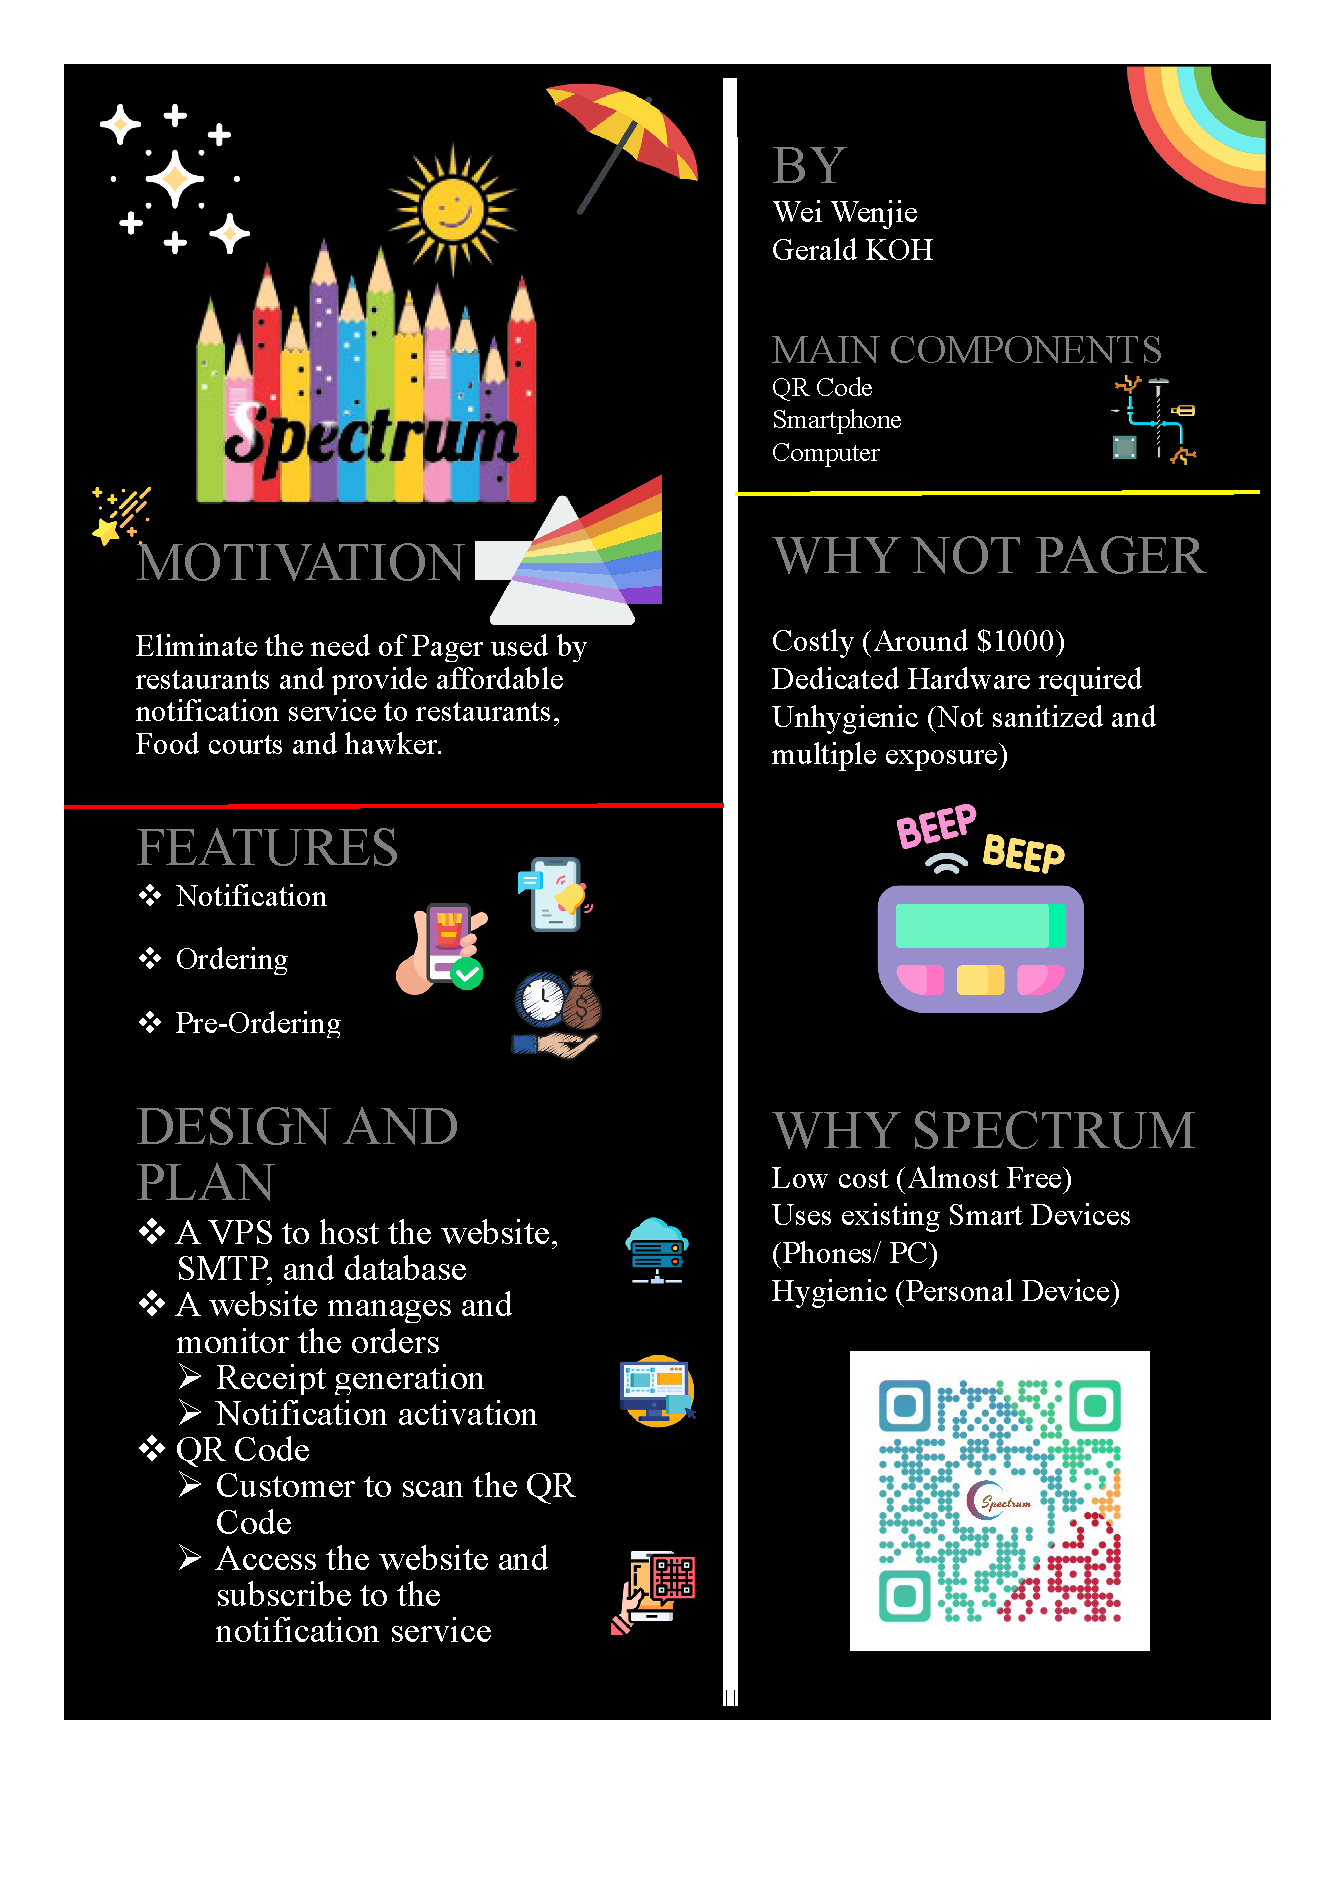 Spectrum
MOTIVATION
Eliminate the need of Pager used by
restaurants and provide affordable
notification service to restaurants,
Food courts and hawker.
FEATURES
❖ Notification
❖ Ordering
❖ Pre-Ordering
DESIGN AND
PLAN
❖ A VPS to host the website,
SMTP, and database
❖ A website manages and
monitor the orders
➢ Receipt generation
➢ Notification activation
❖ QR Code
➢ Customer to scan the QR
Code
➢ Access the website and
subscribe to the
notification service
BY
Wei Wenjie
Gerald KOH
MAIN COMPONENTS
QR Code
Smartphone
Computer
WHY NOT PAGER
Costly (Around $1000)
Dedicated Hardware required
Unhygienic (Not sanitized and
multiple exposure)
BEEP
BEEP
WHY SPECTRUM
Low cost (Almost Free)
Uses existing Smart Devices
(Phones/ PC)
Hygienic (Personal Device)
Spectrum